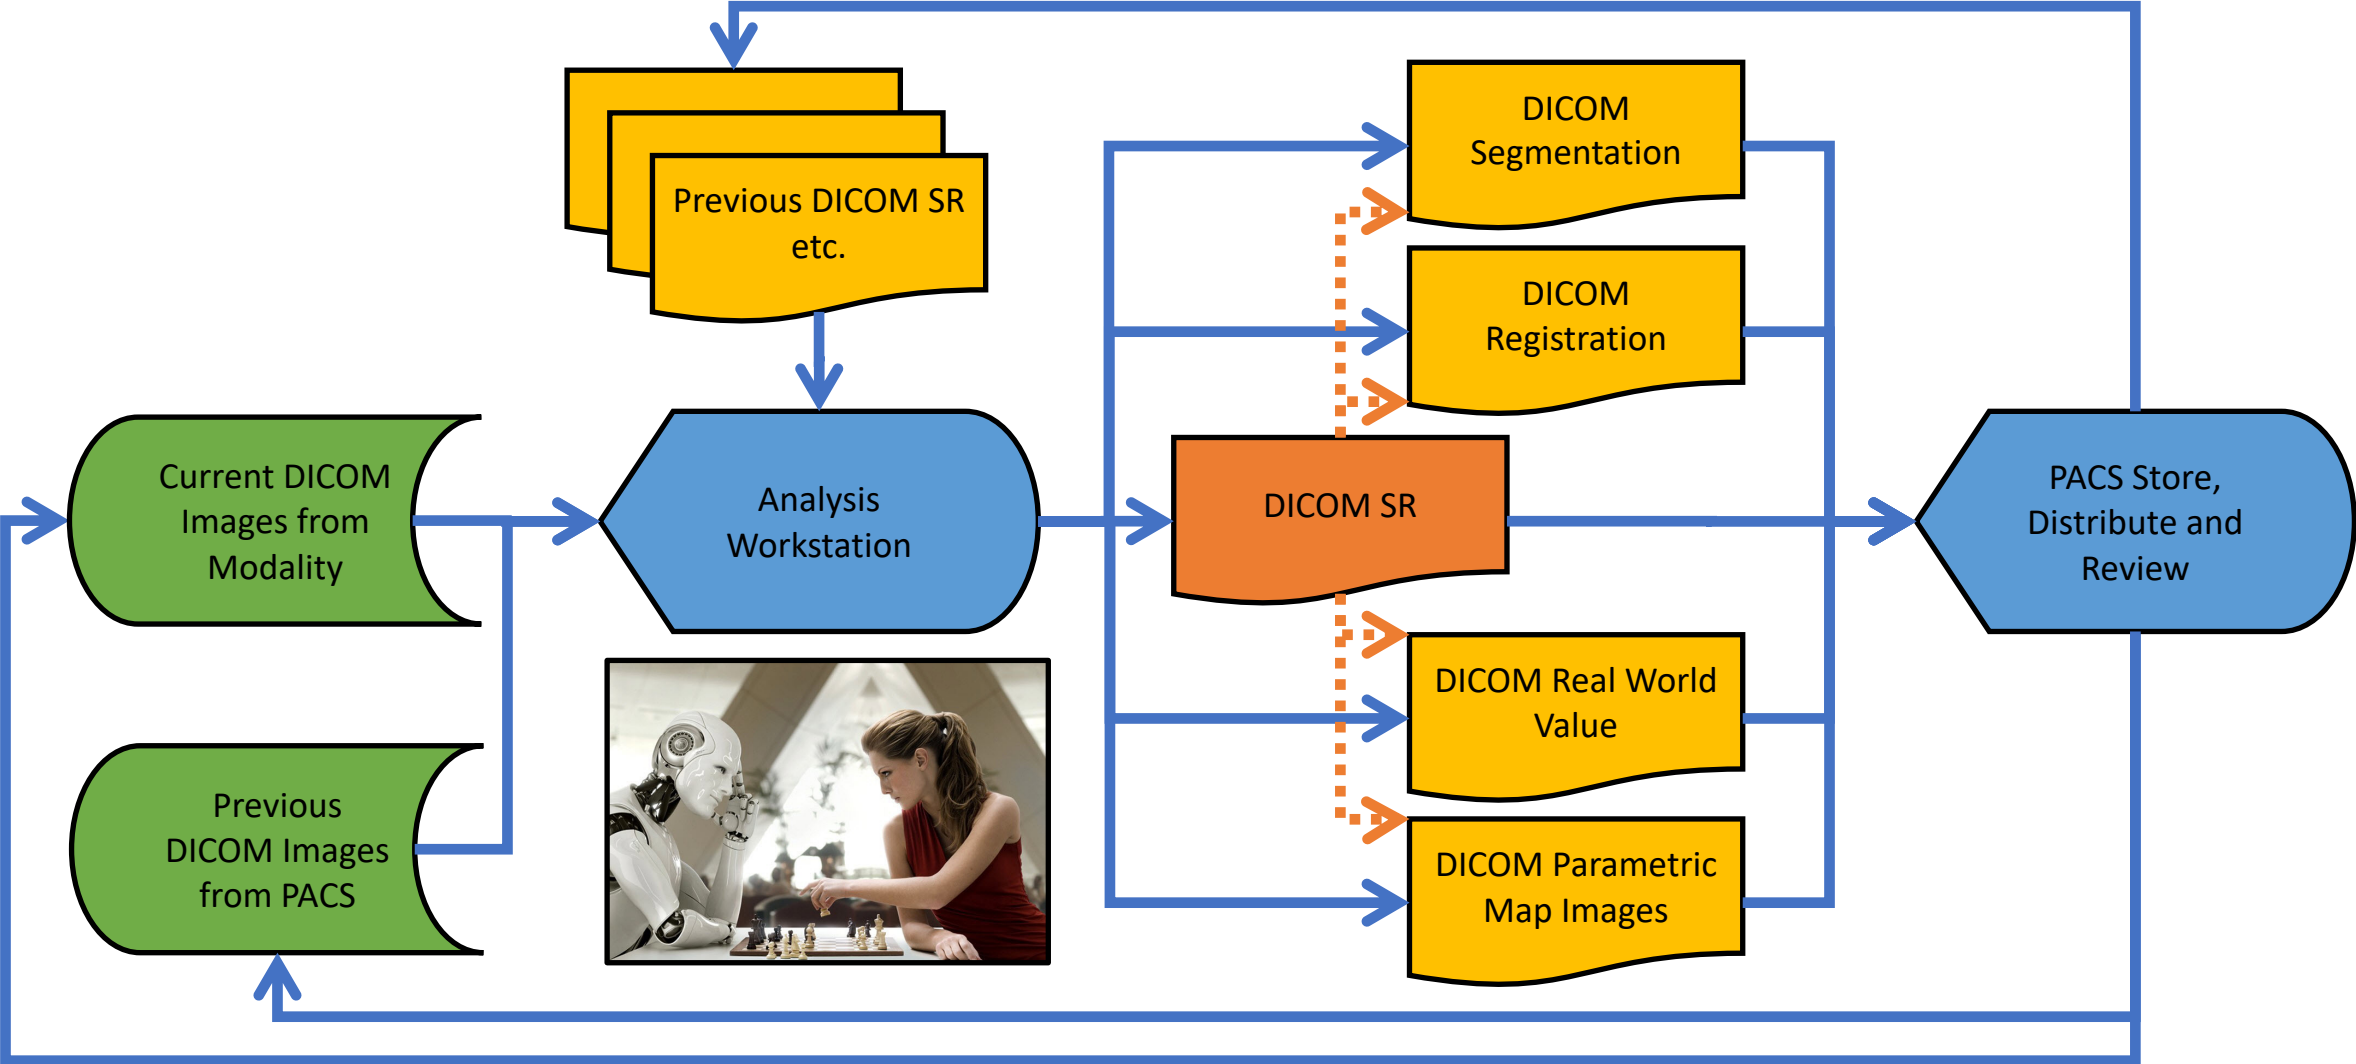 Previous DICOM SR
etc.
DICOM
Segmentation
DICOM
Registration
Current DICOM
Images from
Modality
Analysis
Workstation
DICOM SR
PACS Store,
Distribute and
Review
DICOM Real World
Value
Previous
DICOM Images
from PACS
DICOM Parametric
Map Images